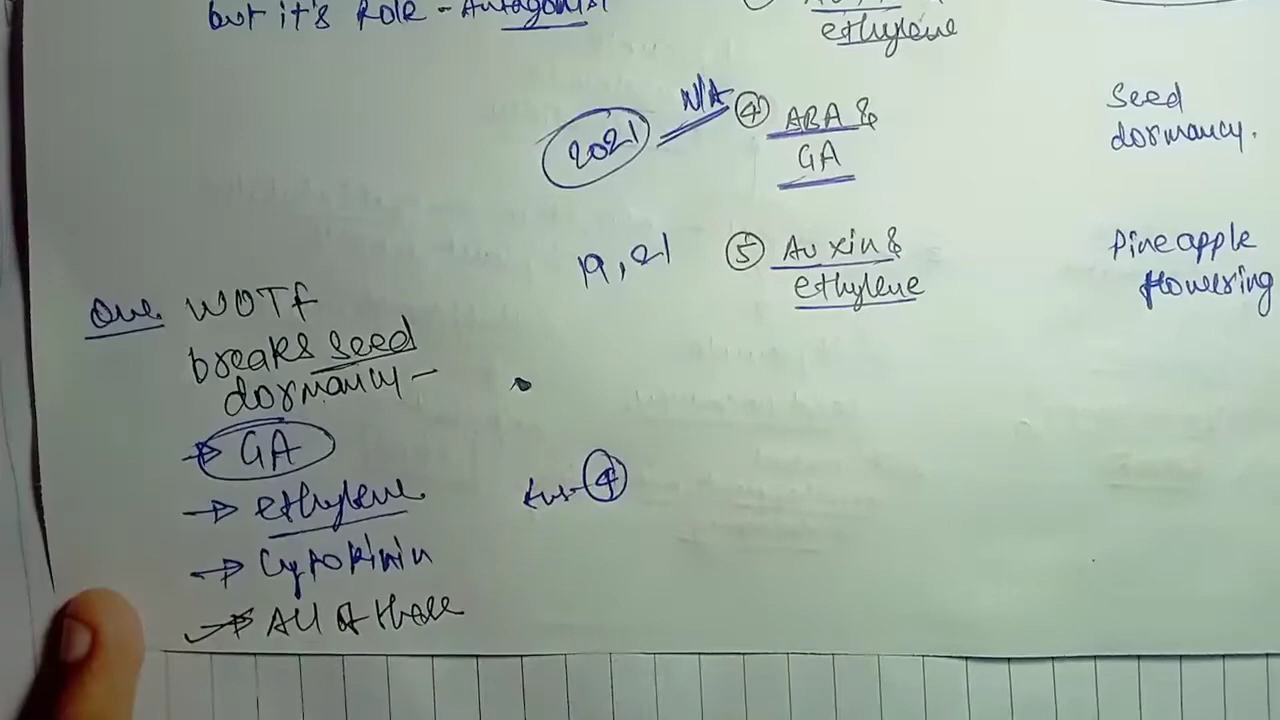 but it's Role - Antagonist
ethylene
2021 N/A ④ ABA & Seed
GA dormancy.
19, 21 ⑤ Auxin & Pineapple
ethylene flowering
Que WOTF
breaks seed
dormancy -
→ GA
→ ethylene
→ Cytokinin
→ All of these
Ans- ④